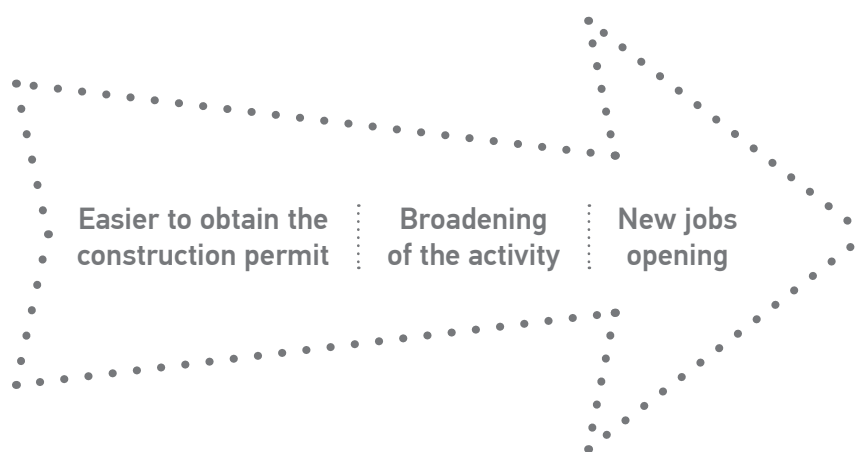 Easier to obtain the
construction permit
Broadening
of the activity
New jobs
opening